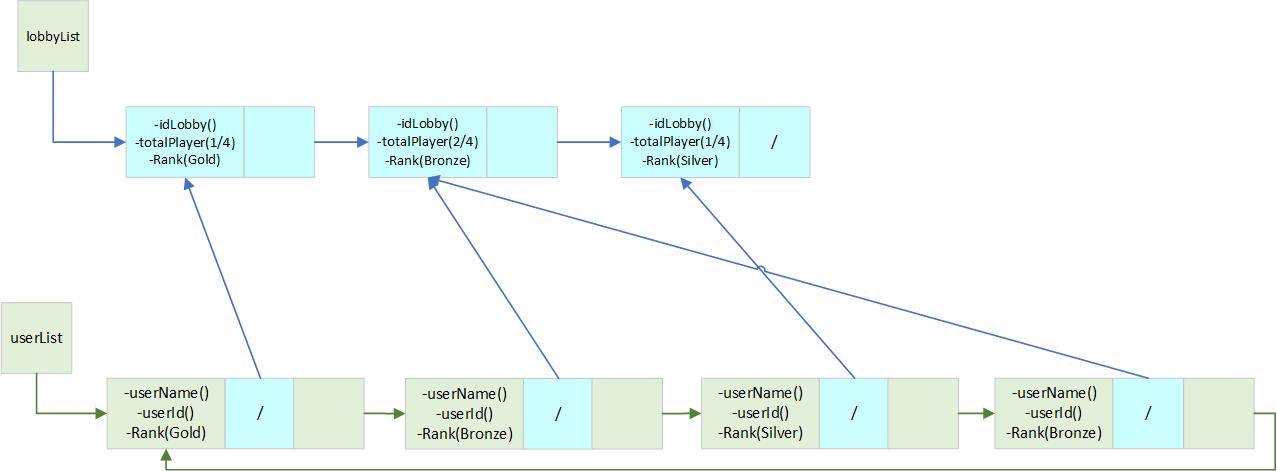 lobbyList
-idLobby()
-totalPlayer(1/4)
-Rank(Gold)
-idLobby()
-totalPlayer(2/4)
-Rank(Bronze)
-idLobby()
-totalPlayer(1/4)
-Rank(Silver)
/
userList
-userName()
-userId()
-Rank(Gold)
/
-userName()
-userId()
-Rank(Bronze)
/
-userName()
-userId()
-Rank(Silver)
/
-userName()
-userId()
-Rank(Bronze)
/